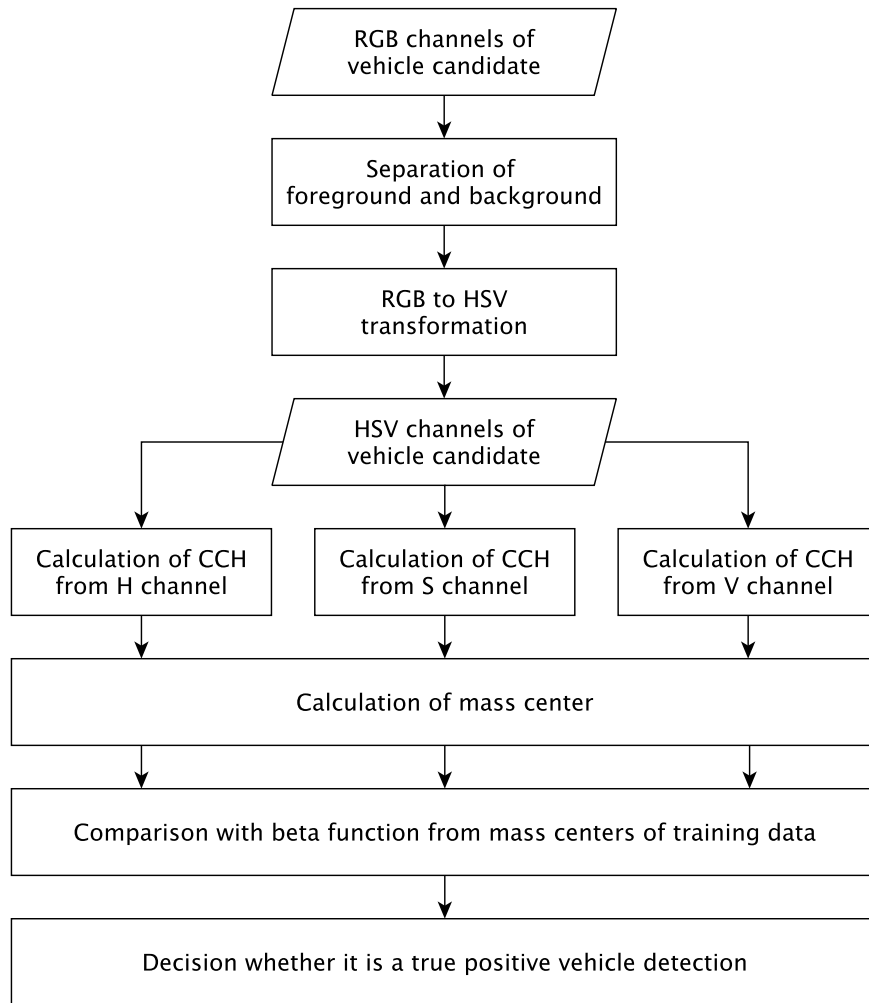 RGB channels of
vehicle candidate
Separation of
foreground and background
RGB to HSV
transformation
HSV channels of
vehicle candidate
Calculation of CCH
from H channel
Calculation of CCH
from S channel
Calculation of CCH
from V channel
Calculation of mass center
Comparison with beta function from mass centers of training data
Decision whether it is a true positive vehicle detection